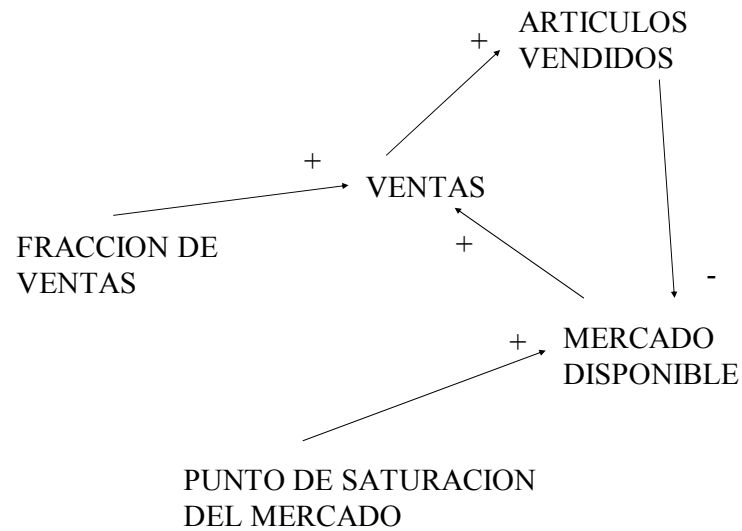 ARTICULOS
VENDIDOS
+
+
VENTAS
+
FRACCION DE
VENTAS
-
+
MERCADO
DISPONIBLE
PUNTO DE SATURACION
DEL MERCADO